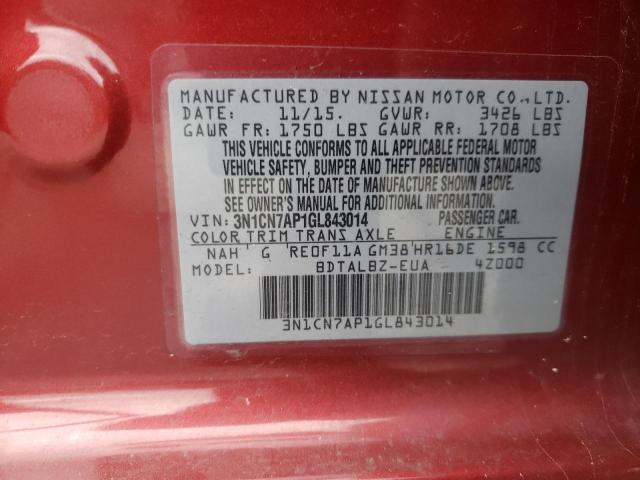 MANUFACTURED BY NISSAN MOTOR CO.,LTD.
DATE: 11/15. GVWR: 3426 LBS
GAWR FR: 1750 LBS GAWR RR: 1708 LBS
THIS VEHICLE CONFORMS TO ALL APPLICABLE FEDERAL MOTOR
VEHICLE SAFETY, BUMPER AND THEFT PREVENTION STANDARDS
IN EFFECT ON THE DATE OF MANUFACTURE SHOWN ABOVE.
SEE OWNER'S MANUAL FOR ADDITIONAL INFORMATION.
VIN: 3N1CN7AP1GL843014 PASSENGER CAR.
COLOR TRIM TRANS AXLE ENGINE
NAH G RE0F11A GM38 HR16DE 1598 CC
BDTALBZ-EUA 4Z000
3N1CN7AP1GL843014